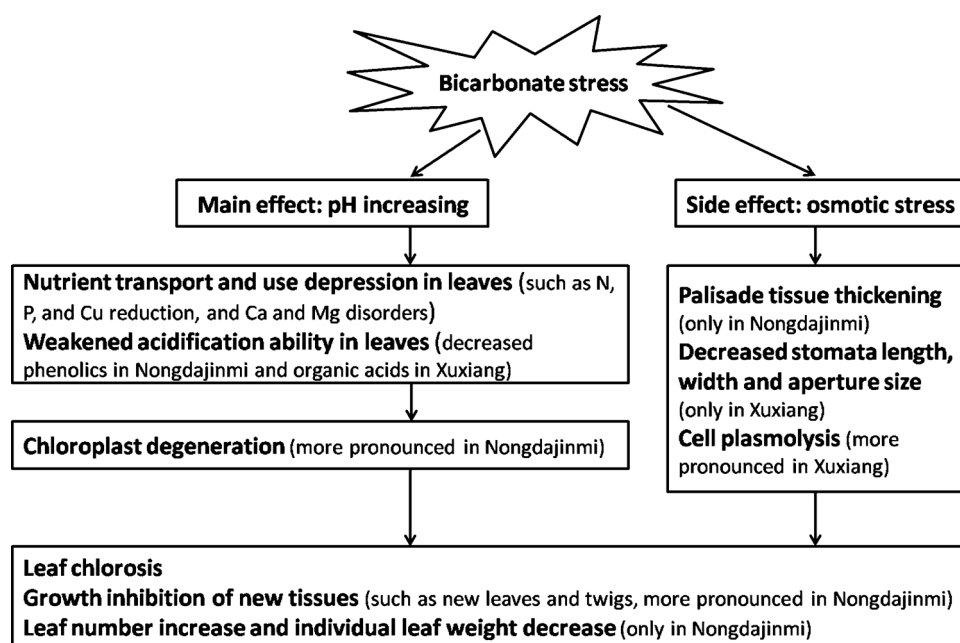 Bicarbonate stress
Main effect: pH increasing
Side effect: osmotic stress
Nutrient transport and use depression in leaves (such as N,
P, and Cu reduction, and Ca and Mg disorders)
Weakened acidification ability in leaves (decreased
phenolics in Nongdajinmi and organic acids in Xuxiang)
Palisade tissue thickening
(only in Nongdajinmi)
Decreased stomata length,
width and aperture size
(only in Xuxiang)
Cell plasmolysis (more
pronounced in Xuxiang)
Chloroplast degeneration (more pronounced in Nongdajinmi)
Leaf chlorosis
Growth inhibition of new tissues (such as new leaves and twigs, more pronounced in Nongdajinmi)
Leaf number increase and individual leaf weight decrease (only in Nongdajinmi)